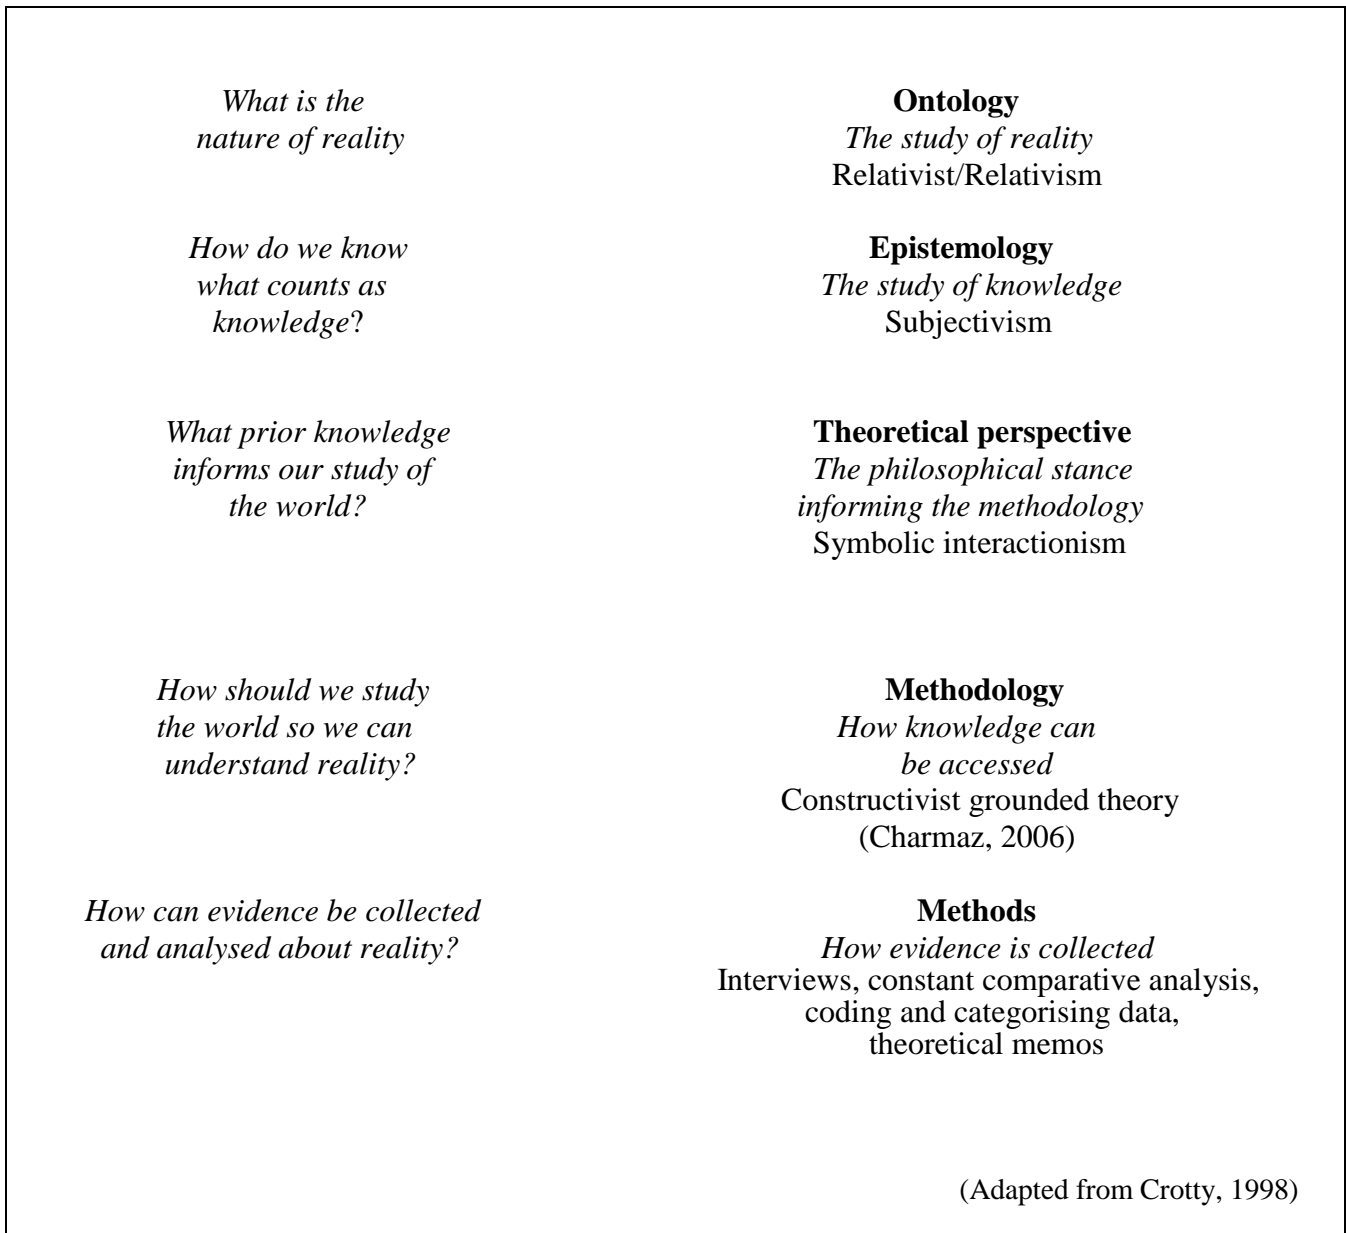 What is the
nature of reality
Ontology
The study of reality
Relativist/Relativism
How do we know
what counts as
knowledge?
Epistemology
The study of knowledge
Subjectivism
What prior knowledge
informs our study of
the world?
Theoretical perspective
The philosophical stance
informing the methodology
Symbolic interactionism
How should we study
the world so we can
understand reality?
Methodology
How knowledge can
be accessed
Constructivist grounded theory
(Charmaz, 2006)
How can evidence be collected
and analysed about reality?
Methods
How evidence is collected
Interviews, constant comparative analysis,
coding and categorising data,
theoretical memos
(Adapted from Crotty, 1998)